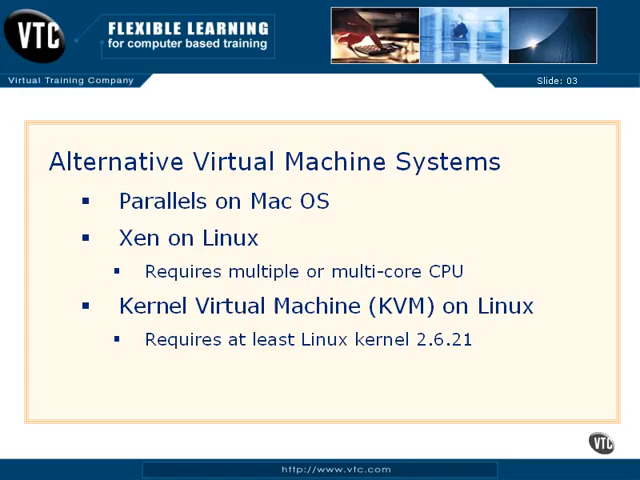 VTC
FLEXIBLE LEARNING
for computer based training
Virtual Training Company
Slide: 03
Alternative Virtual Machine Systems
▪ Parallels on Mac OS
▪ Xen on Linux
▪ Requires multiple or multi-core CPU
▪ Kernel Virtual Machine (KVM) on Linux
▪ Requires at least Linux kernel 2.6.21
VTC
http://www.vtc.com